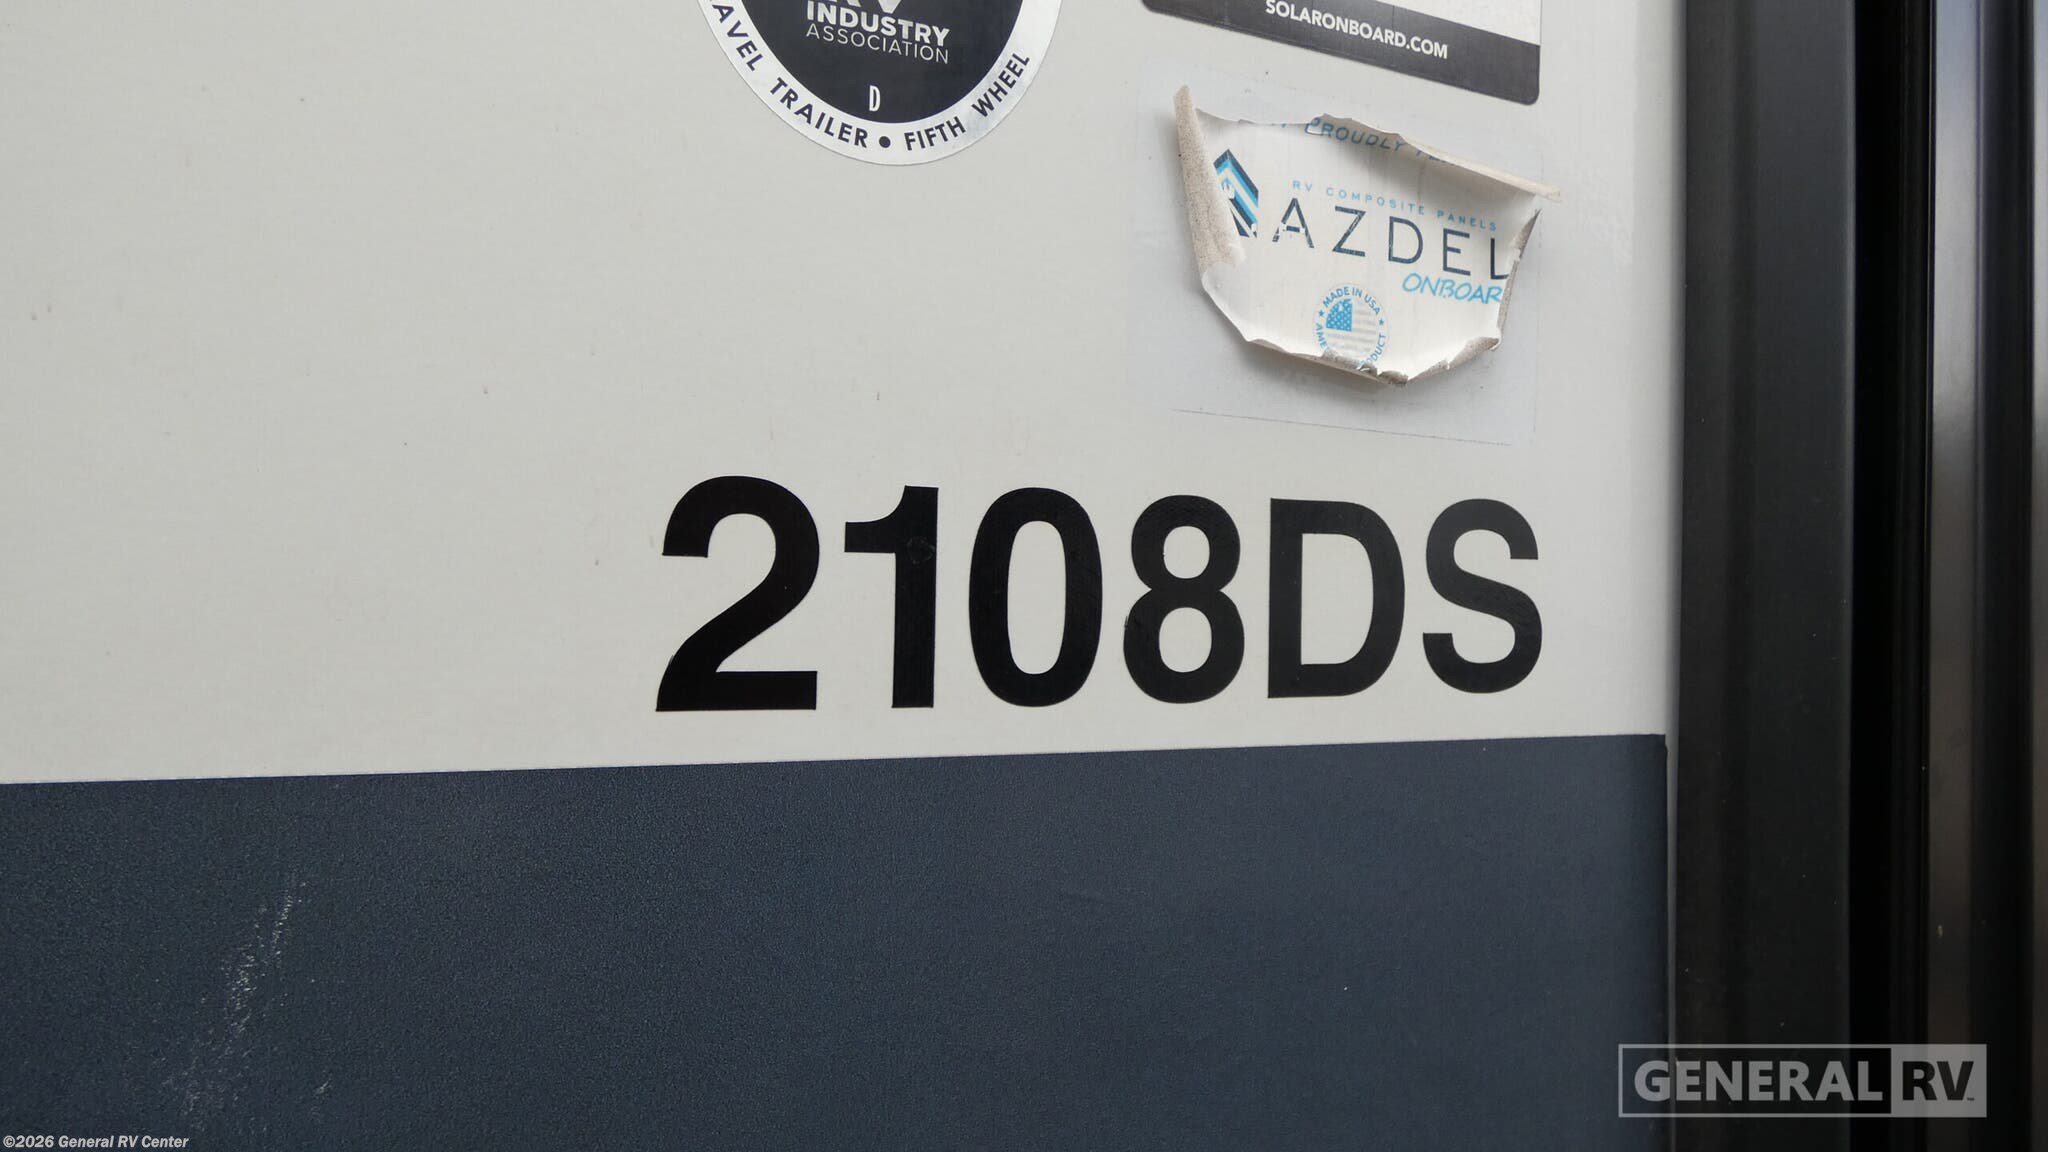 INDUSTRY
ASSOCIATION
D
TRAILER • FIFTH WHEEL
SOLARONBOARD.COM
PROUDLY
RV COMPOSITE PANELS
AZDEL
ONBOAR
MADE IN USA
2108DS
GENERAL RV
©2026 General RV Center